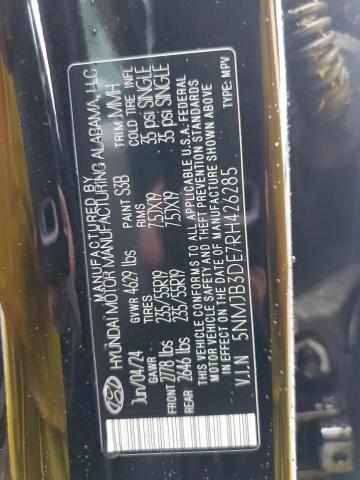 MANUFACTURED BY
HYUNDAI MOTOR MANUFACTURING ALABAMA, LLC
Jun/04/24 GVWR 4629 lbs PAINT S3B TRIM MMH
GAWR TIRES RIMS COLD TIRE INFL
FRONT 2778 lbs 235/55R19 7.5JX19 35 psi SINGLE
REAR 2646 lbs 235/55R19 7.5JX19 35 psi SINGLE
THIS VEHICLE CONFORMS TO ALL APPLICABLE U.S.A. FEDERAL
VEHICLE SAFETY AND THEFT PREVENTION STANDARDS
IN EFFECT ON THE DATE OF MANUFACTURE SHOWN ABOVE
V.I.N 5NMJB3DE7RH426285 TYPE: MPV